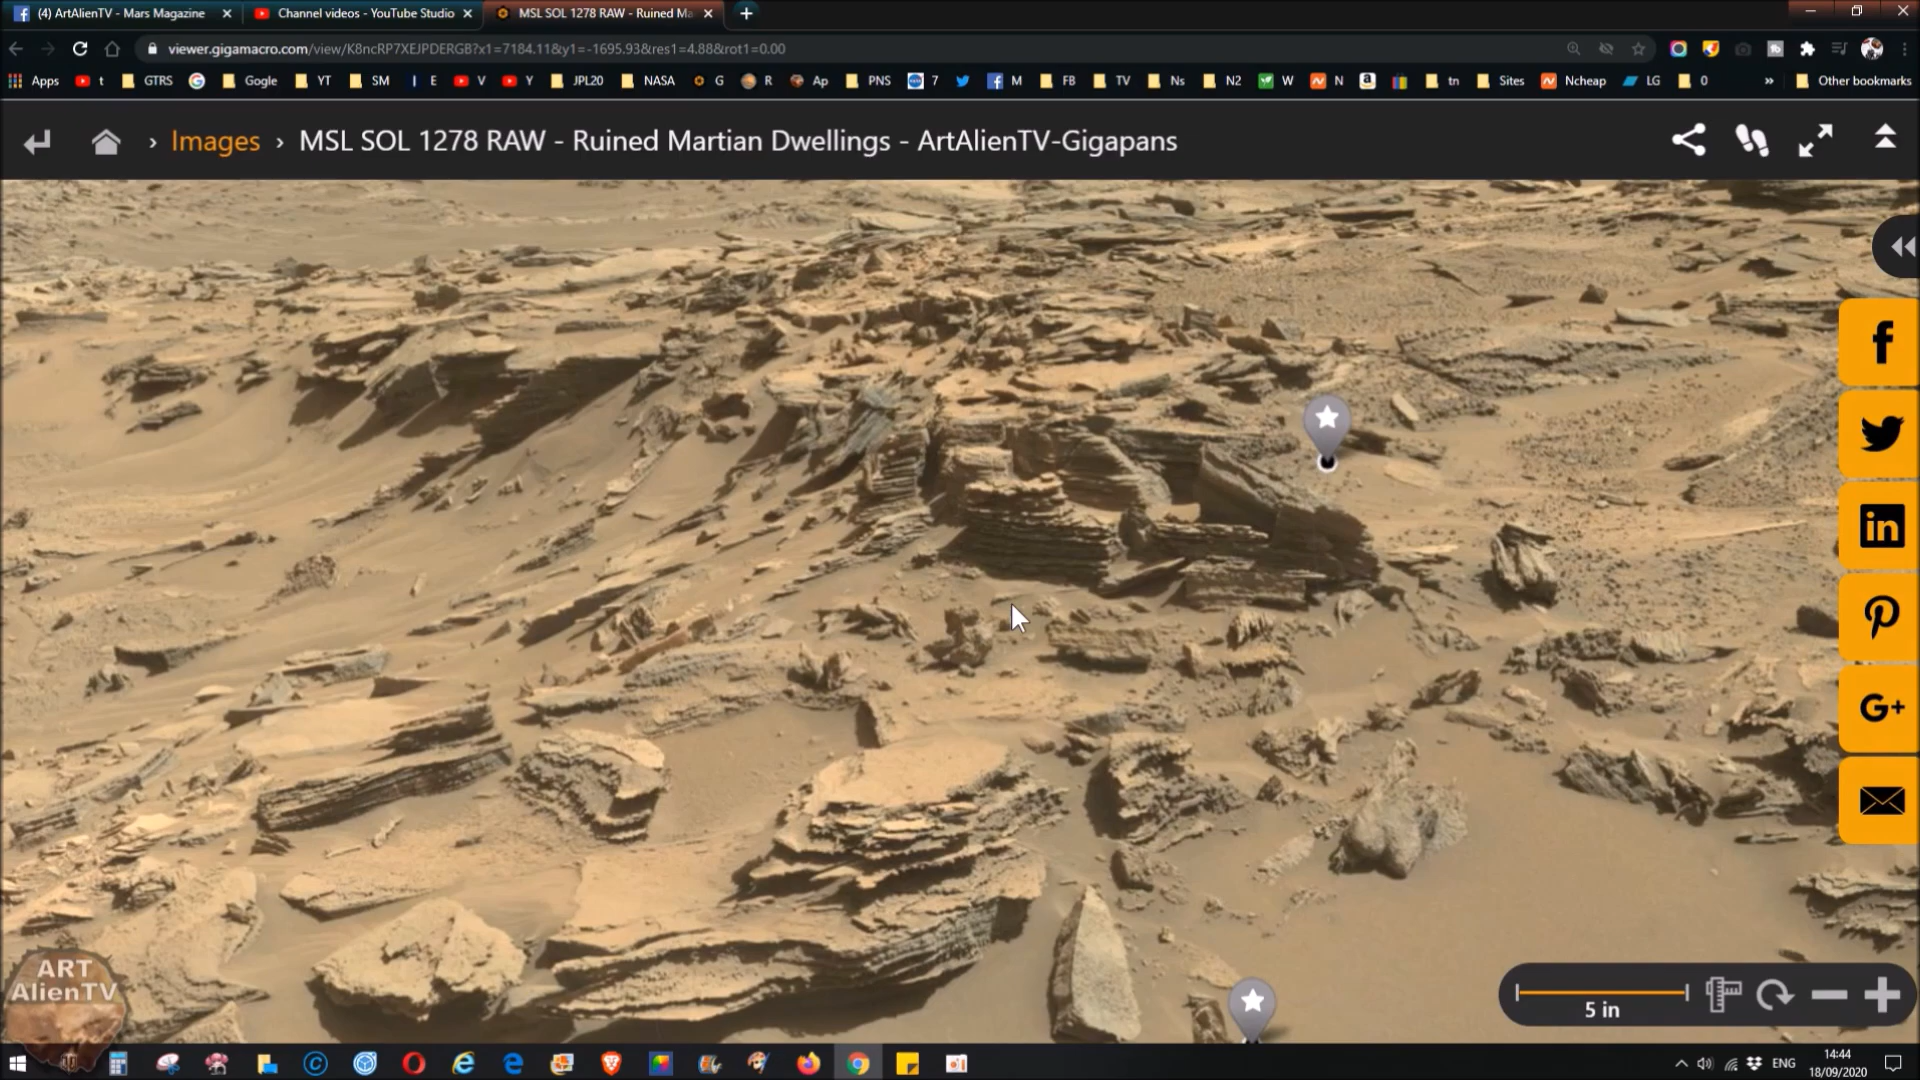 (4) ArtAlienTV - Mars Magazine
Channel videos - YouTube Studio
MSL SOL 1278 RAW - Ruined Ma
viewer.gigamacro.com/view/K8ncRP7XEJPDERGB?x1=7184.11&y1=-1695.93&res1=4.88&rot1=0.00
Apps t GTRS Gogle YT SM E V Y JPL20 NASA G R Ap PNS 7 M FB TV Ns N2 W N tn Sites Ncheap LG 0 » Other bookmarks
› Images › MSL SOL 1278 RAW - Ruined Martian Dwellings - ArtAlienTV-Gigapans
f
in
G+
ART
AlienTV
5 in
ENG
14:44
18/09/2020